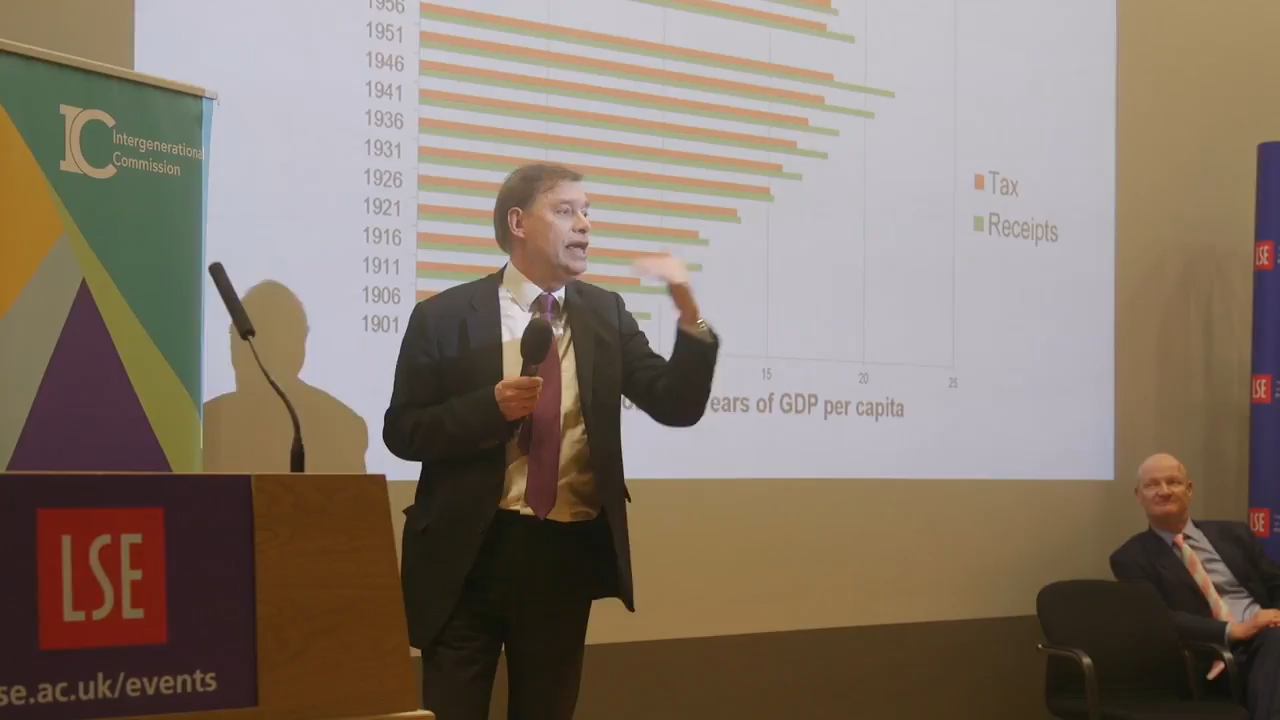 1956
1951
1946
1941
1936
1931
1926
1921
1916
1911
1906
1901
15
20
25
ears of GDP per capita
Tax
Receipts
IC
Intergenerational
Commission
LSE
se.ac.uk/events
LSE
LSE
LSE